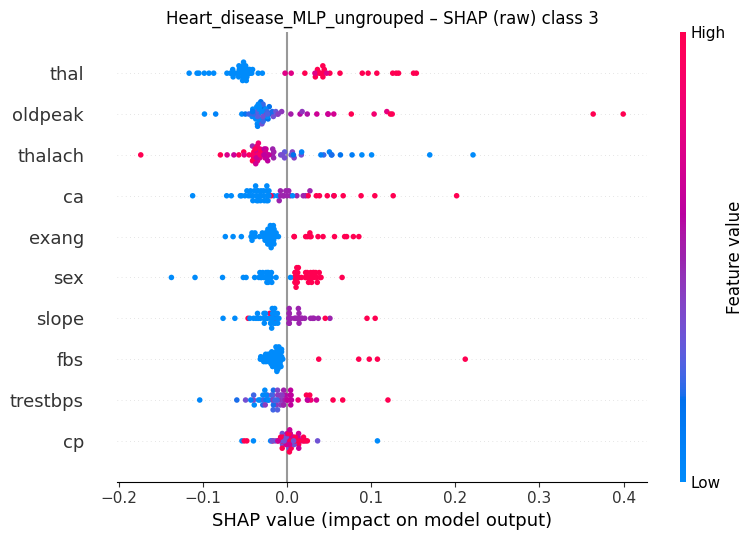 Heart_disease_MLP_ungrouped – SHAP (raw) class 3
High
thal
oldpeak
thalach
ca
exang
sex
slope
fbs
trestbps
cp
Feature value
Low
−0.2 −0.1 0.0 0.1 0.2 0.3 0.4
SHAP value (impact on model output)